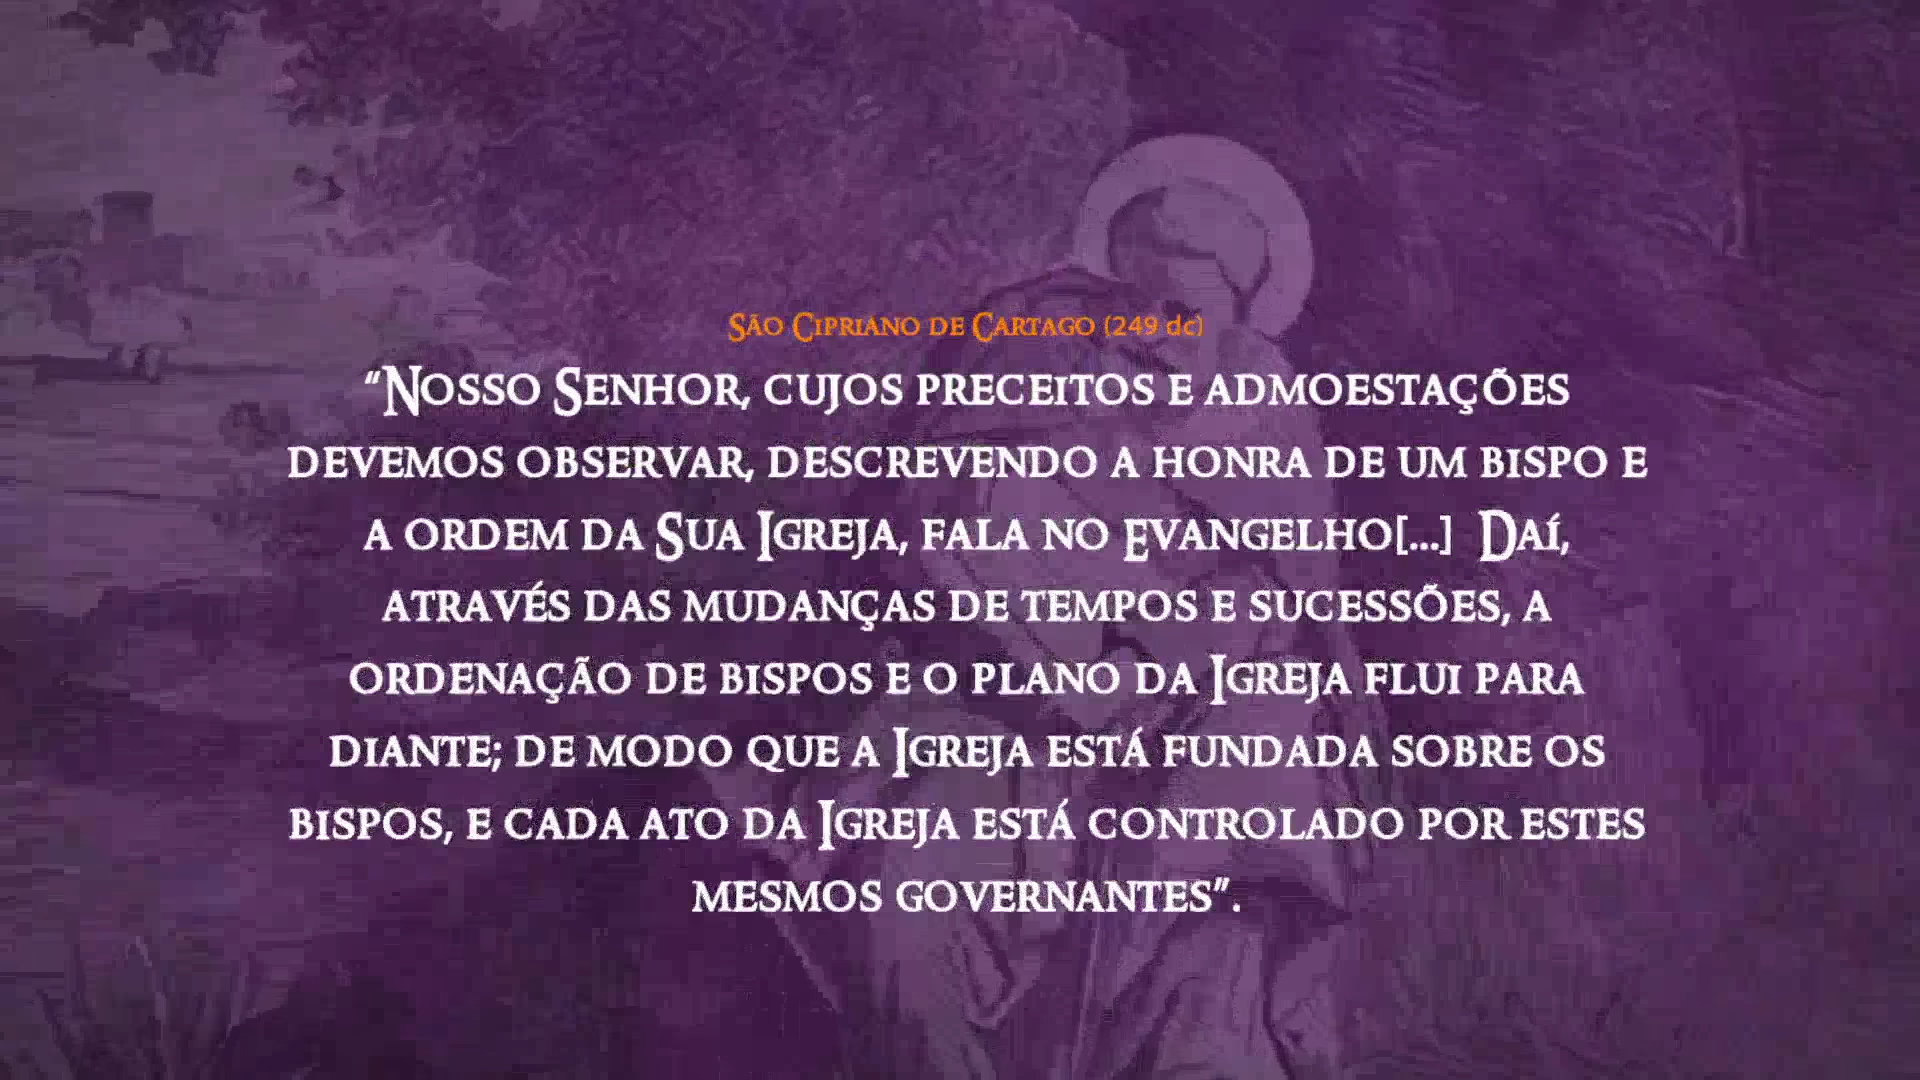 São Cipriano de Cartago (249 dc)
“Nosso Senhor, cujos preceitos e admoestações
devemos observar, descrevendo a honra de um bispo e
a ordem da Sua Igreja, fala no Evangelho[...] Daí,
através das mudanças de tempos e sucessões, a
ordenação de bispos e o plano da Igreja flui para
diante; de modo que a Igreja está fundada sobre os
bispos, e cada ato da Igreja está controlado por estes
mesmos governantes”.